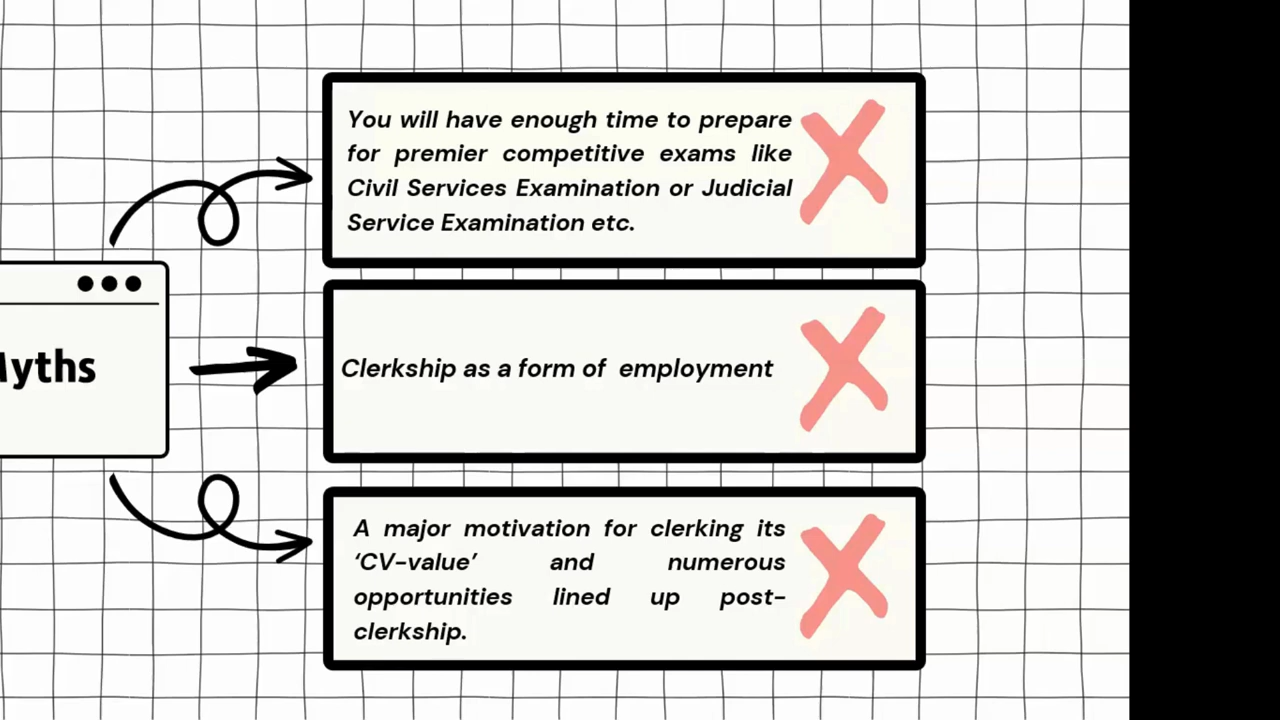 You will have enough time to prepare
for premier competitive exams like
Civil Services Examination or Judicial
Service Examination etc.
Myths
Clerkship as a form of employment
A major motivation for clerking its
‘CV-value’ and numerous
opportunities lined up post-
clerkship.